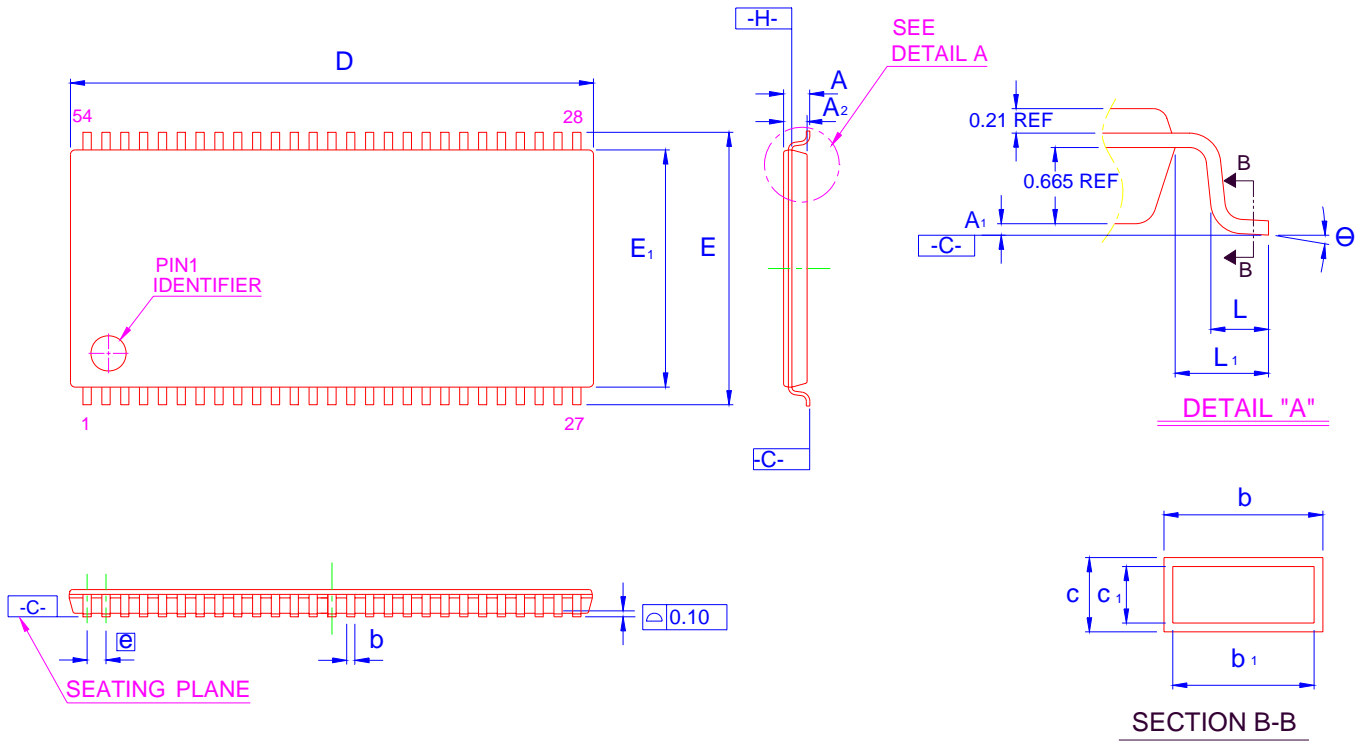 -H-
SEE
DETAIL A
D
A
A2
54
28
0.21 REF
B
0.665 REF
A1
-C-
B
Θ
E1
E
PIN1
IDENTIFIER
L
L1
1
27
DETAIL "A"
-C-
b
c
c1
b1
SECTION B-B
-C-
0.10
e
b
SEATING PLANE